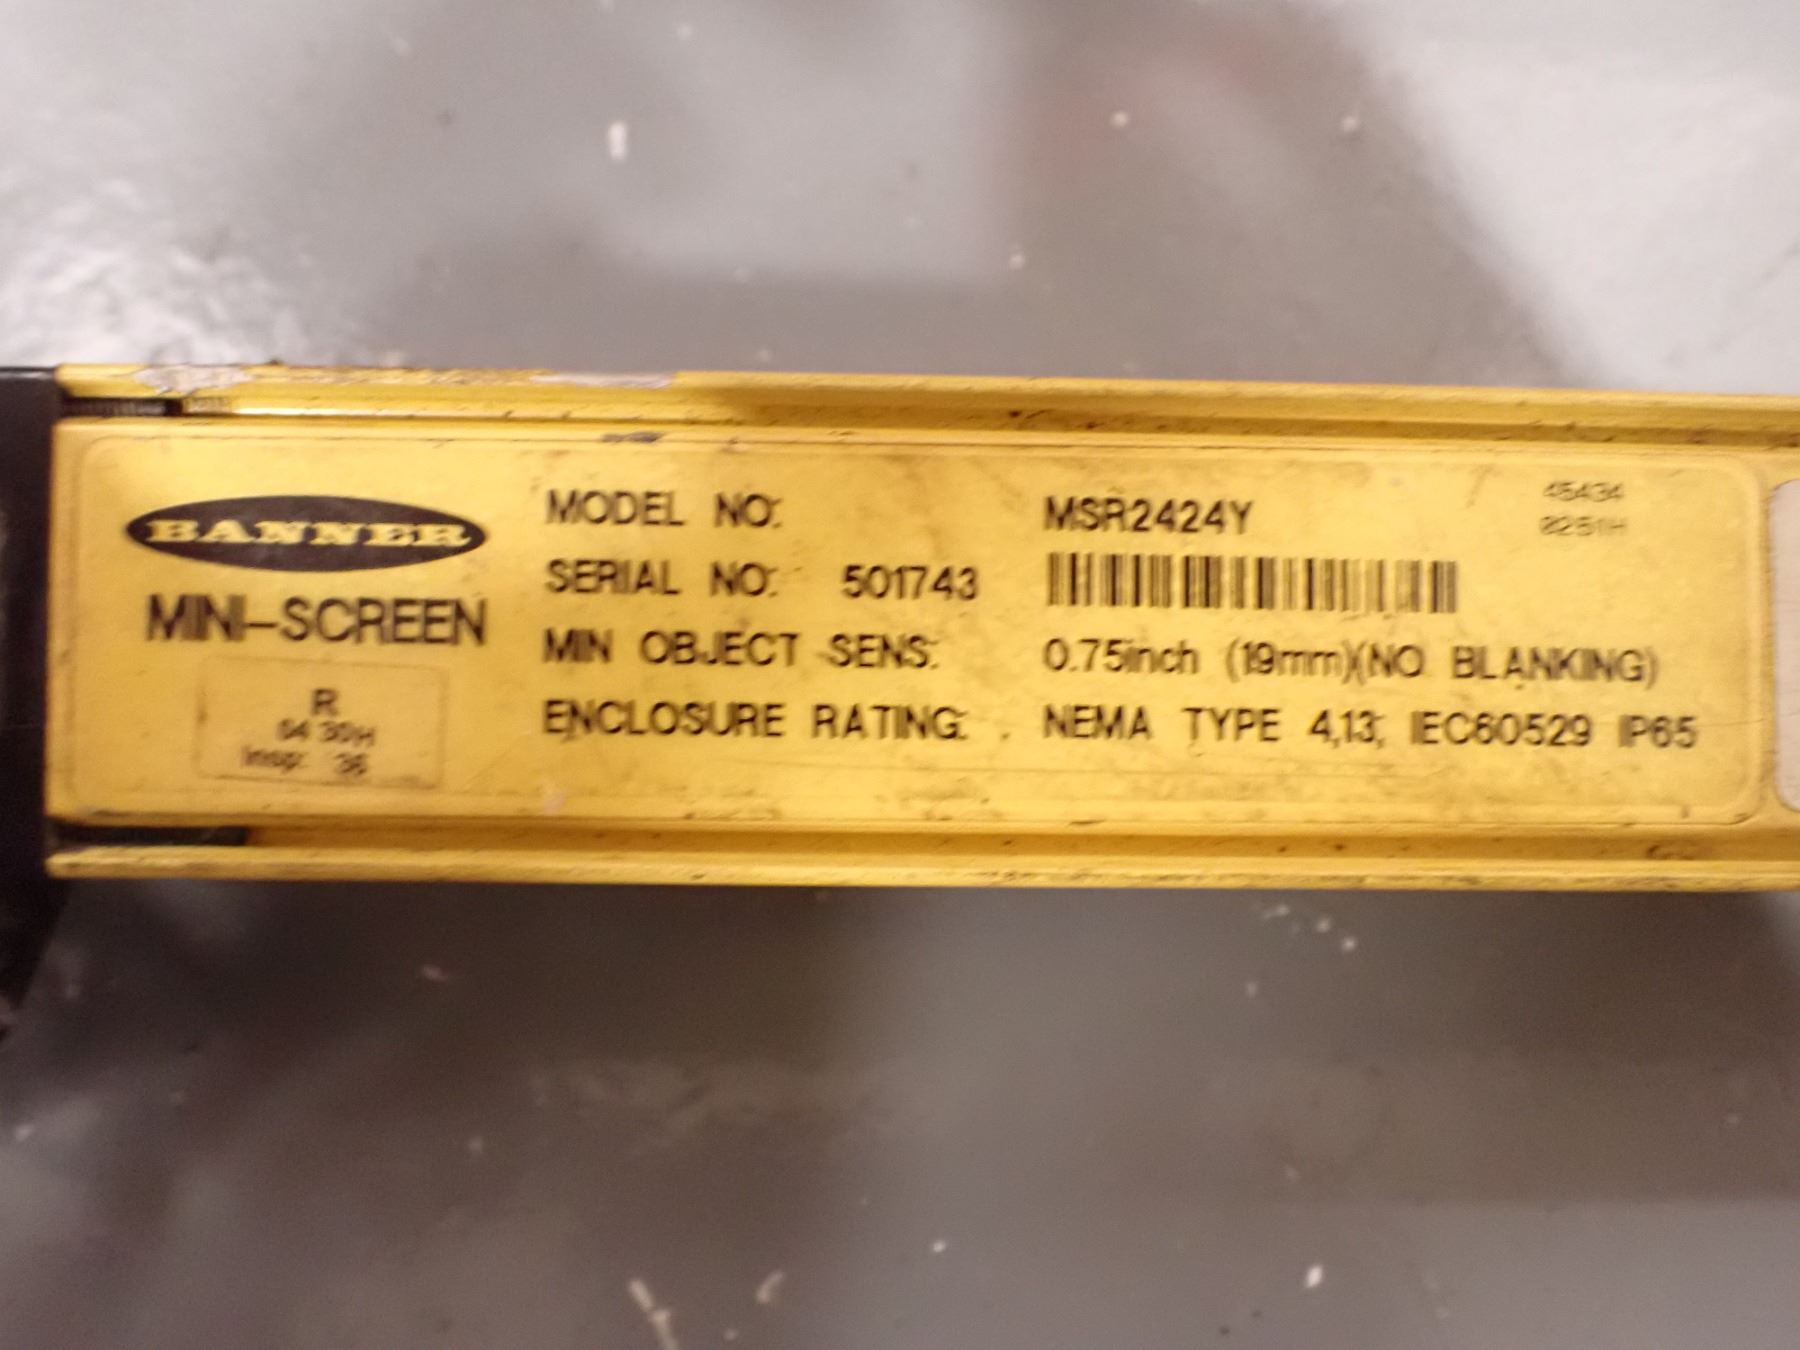 BANNER
MINI-SCREEN
R
04 30H
Insp: 36
MODEL NO: MSR2424Y
SERIAL NO: 501743
MIN OBJECT SENS: 0.75inch (19mm)(NO BLANKING)
ENCLOSURE RATING: NEMA TYPE 4,13; IEC60529 IP65
45434
0251H